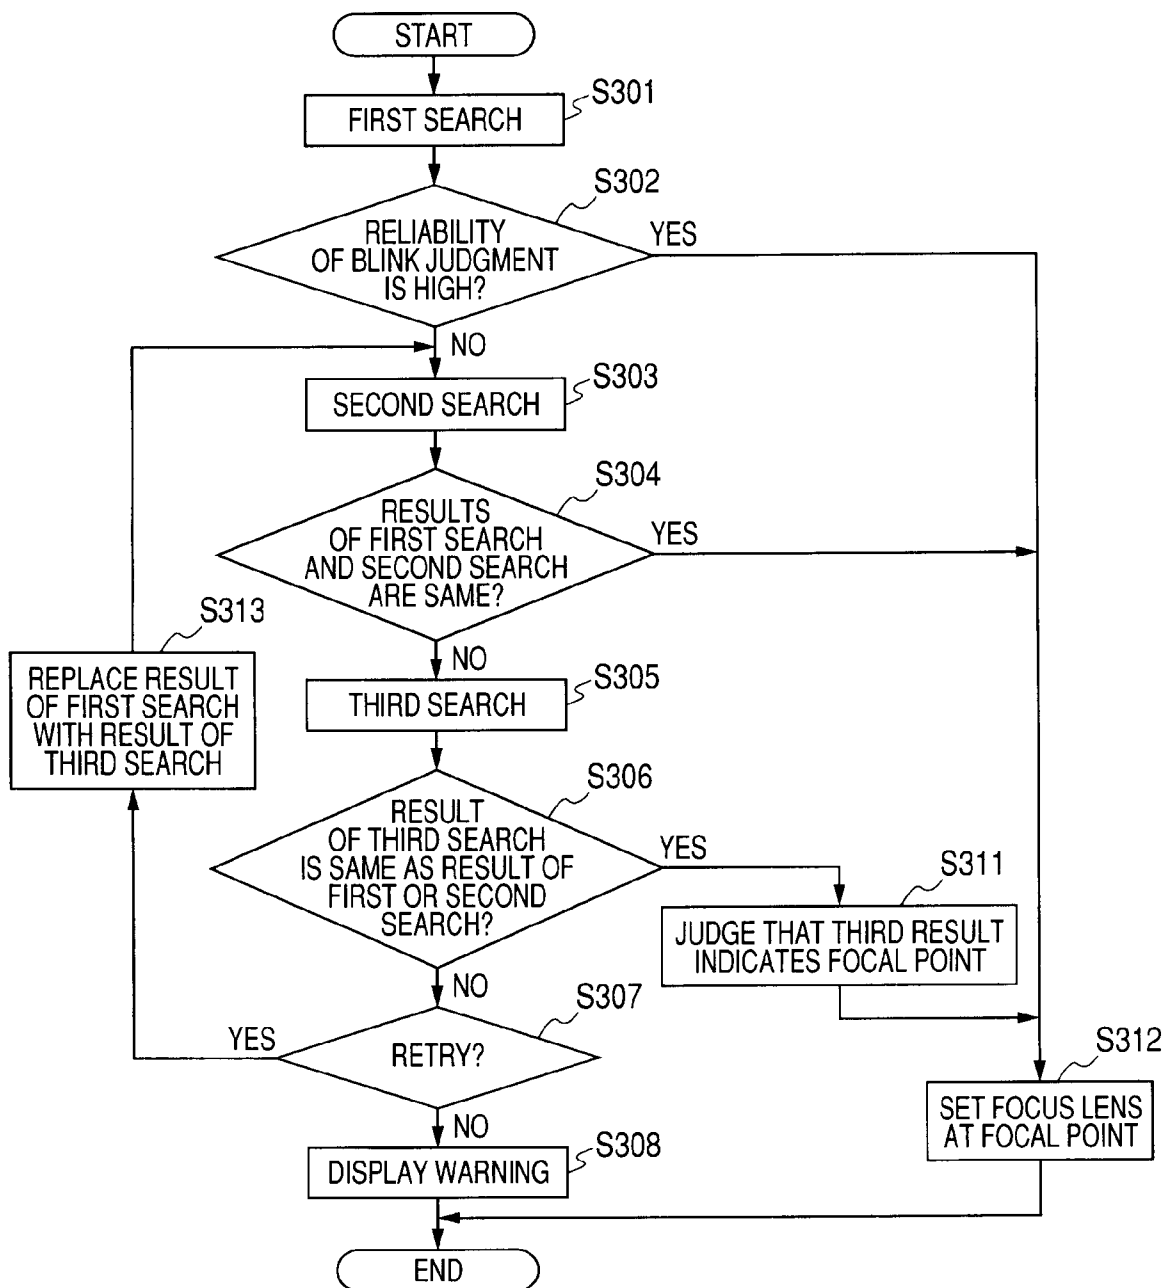 START
S301
FIRST SEARCH
S302
RELIABILITY
OF BLINK JUDGMENT
IS HIGH?
YES
NO
S303
SECOND SEARCH
S304
RESULTS
OF FIRST SEARCH
AND SECOND SEARCH
ARE SAME?
YES
NO
S313
REPLACE RESULT
OF FIRST SEARCH
WITH RESULT OF
THIRD SEARCH
S305
THIRD SEARCH
S306
RESULT
OF THIRD SEARCH
IS SAME AS RESULT OF
FIRST OR SECOND
SEARCH?
YES
S311
JUDGE THAT THIRD RESULT
INDICATES FOCAL POINT
NO
S307
YES
RETRY?
S312
SET FOCUS LENS
AT FOCAL POINT
NO
S308
DISPLAY WARNING
END